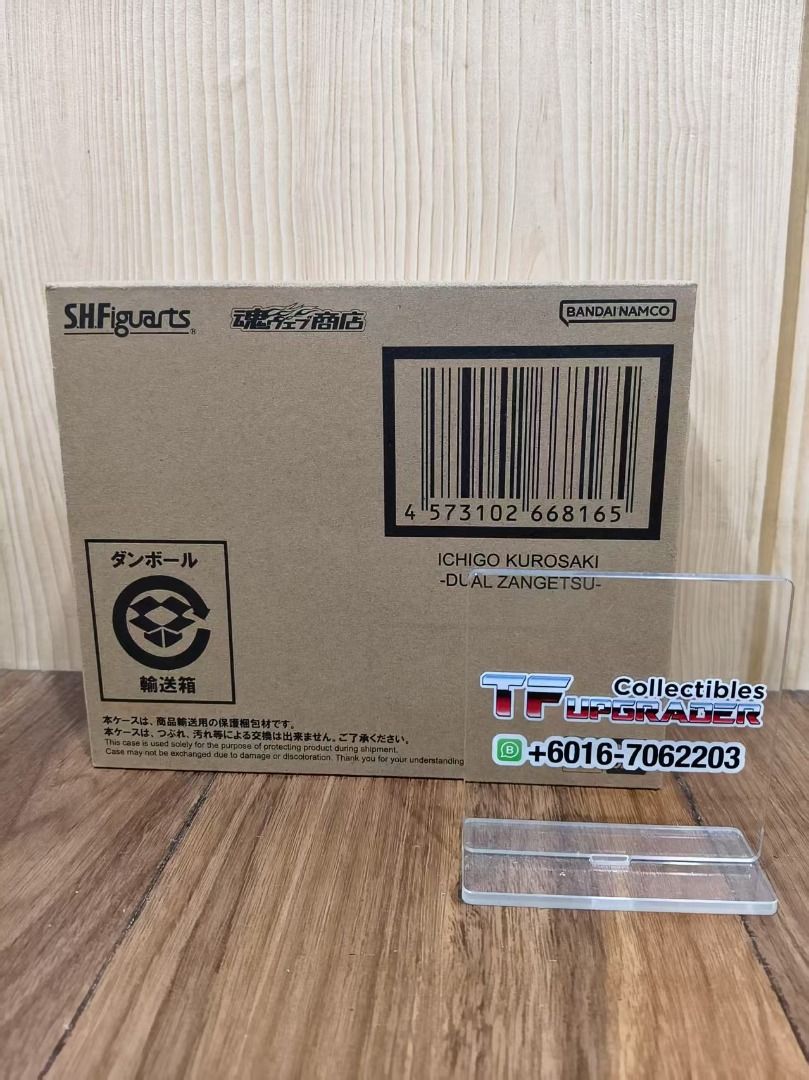 S.H.Figuarts®
魂ウェブ商店
BANDAI NAMCO
4 573102 668165
ICHIGO KUROSAKI
-DUAL ZANGETSU-
ダンボール
輸送箱
本ケースは、商品輸送用の保護梱包材です。
本ケースは、つぶれ、汚れ等による交換は出来ません。ご了承ください。
This case is used solely for the purpose of protecting product during shipment.
Case may not be exchanged due to damage or discoloration. Thank you for your understanding
Collectibles
TF UPGRADER
+6016-7062203